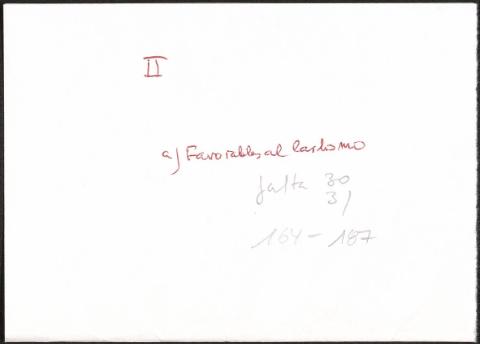 II
a) Favorables al carlismo
falta 30
31
164 - 187